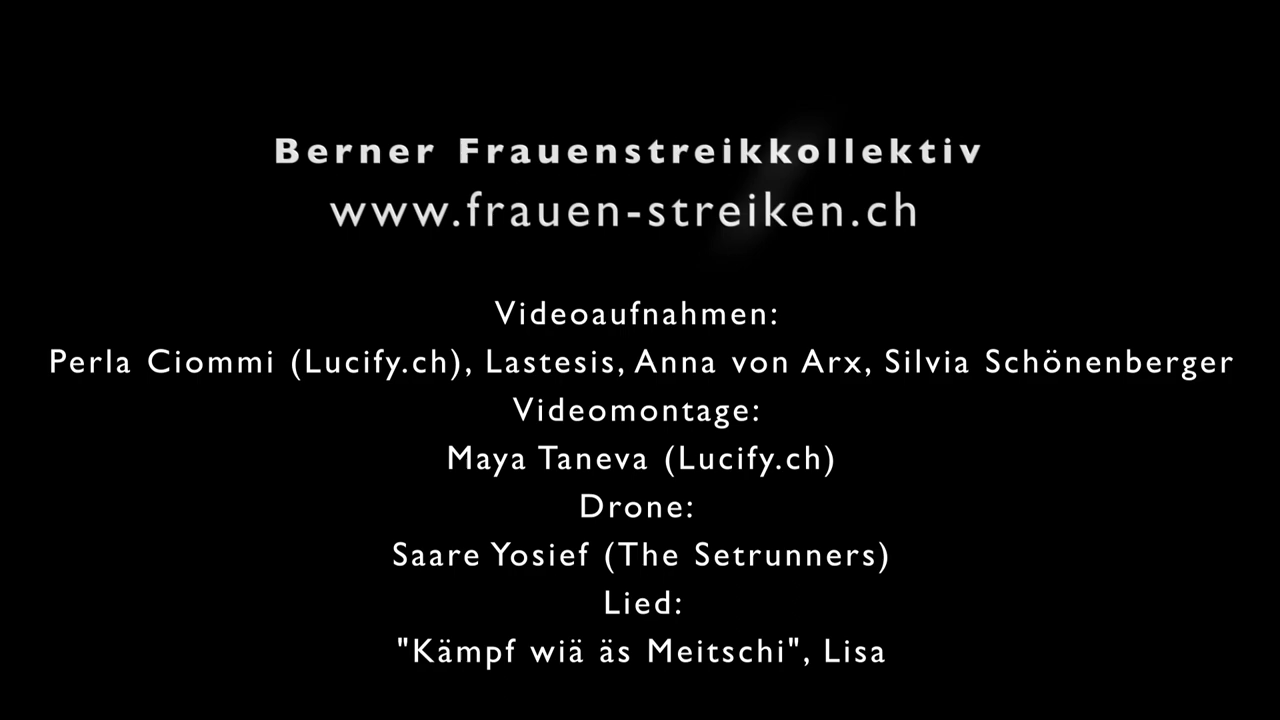 Berner Frauenstreikkollektiv
www.frauen-streiken.ch
Videoaufnahmen:
Perla Ciommi (Lucify.ch), Lastesis, Anna von Arx, Silvia Schönenberger
Videomontage:
Maya Taneva (Lucify.ch)
Drone:
Saare Yosief (The Setrunners)
Lied:
"Kämpf wiä äs Meitschi", Lisa